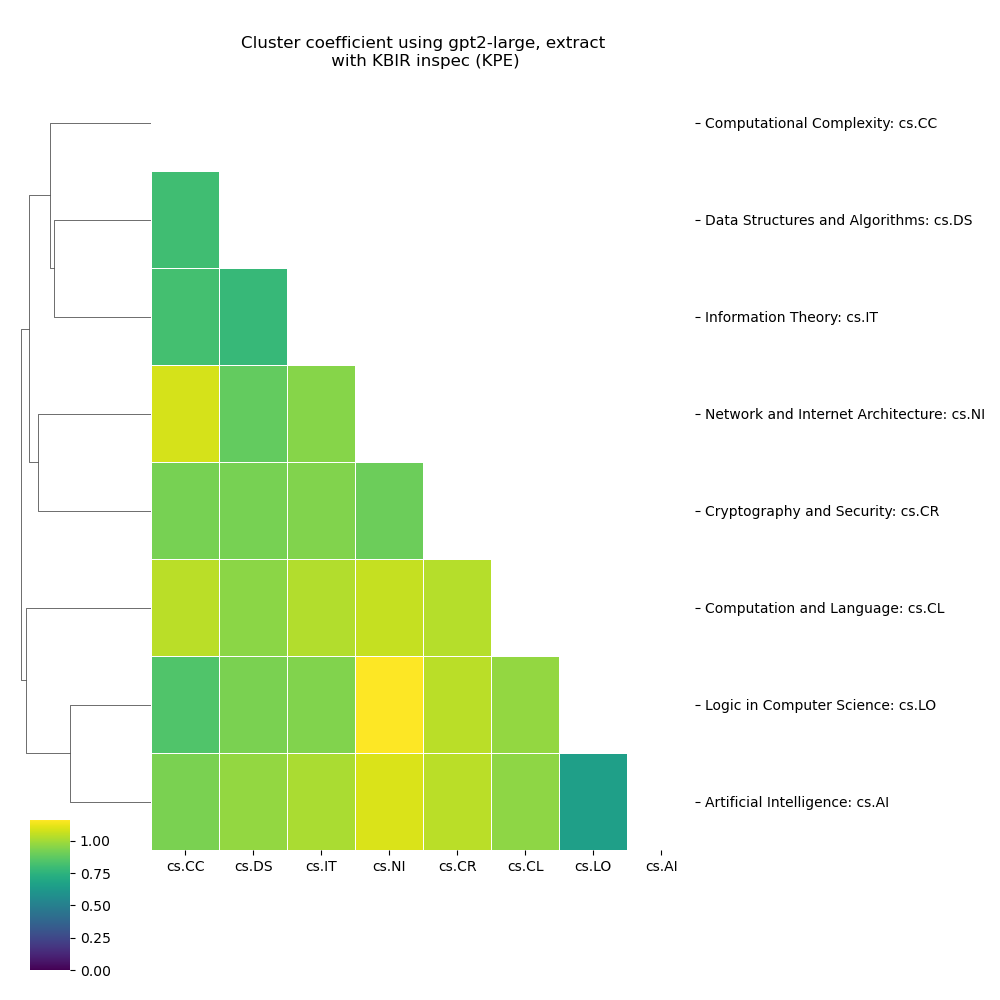 Cluster coefficient using gpt2-large, extract
with KBIR inspec (KPE)
Computational Complexity: cs.CC
Data Structures and Algorithms: cs.DS
Information Theory: cs.IT
Network and Internet Architecture: cs.NI
Cryptography and Security: cs.CR
Computation and Language: cs.CL
Logic in Computer Science: cs.LO
Artificial Intelligence: cs.AI
cs.CC cs.DS cs.IT cs.NI cs.CR cs.CL cs.LO cs.AI
1.00
0.75
0.50
0.25
0.00